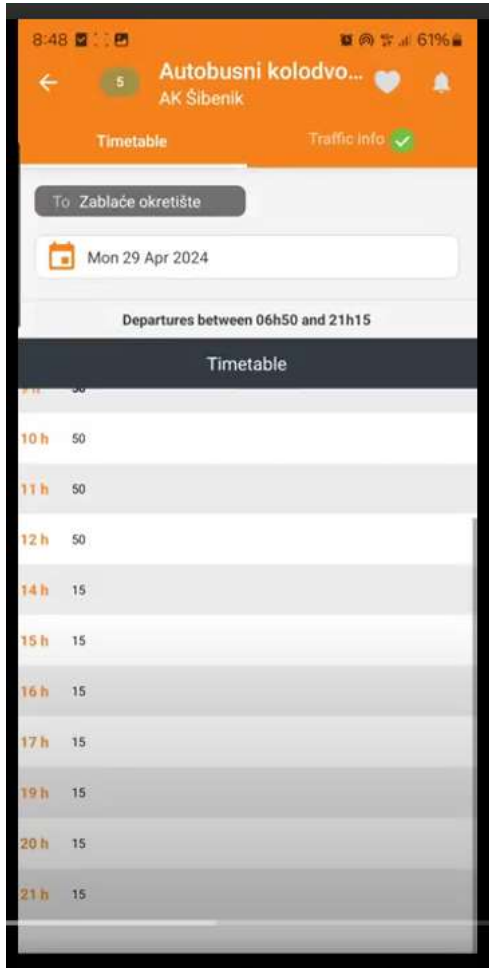 8:48 61%
5 Autobusni kolodvo...
AK Šibenik
Timetable Traffic info
To Zablaće okretište
Mon 29 Apr 2024
Departures between 06h50 and 21h15
Timetable
10 h 50
11 h 50
12 h 50
14 h 15
15 h 15
16 h 15
17 h 15
19 h 15
20 h 15
21 h 15